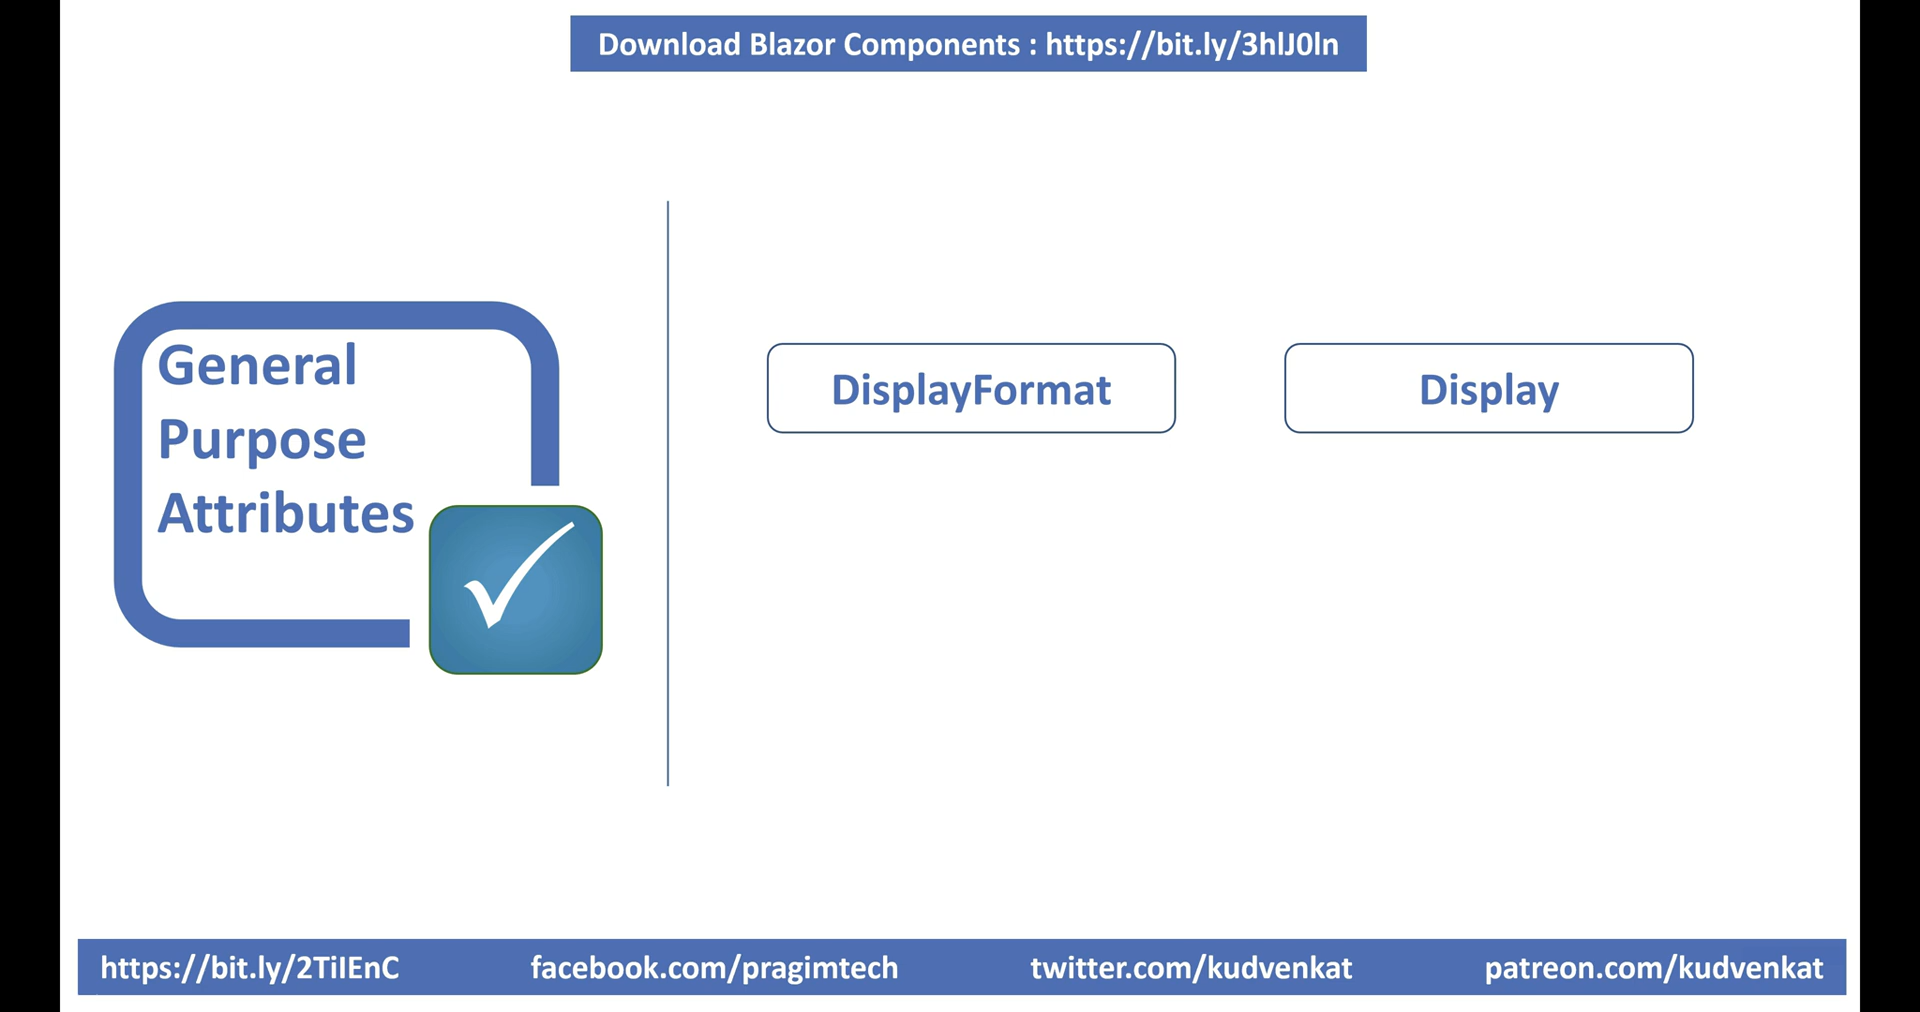 Download Blazor Components : https://bit.ly/3hlJ0ln
General
Purpose
Attributes
DisplayFormat
Display
https://bit.ly/2TiIEnC
facebook.com/pragimtech
twitter.com/kudvenkat
patreon.com/kudvenkat